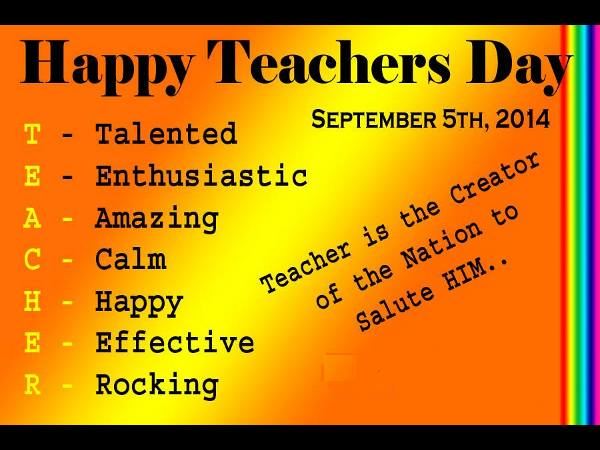 Happy Teachers Day
September 5th, 2014
T - Talented
E - Enthusiastic
A - Amazing
C - Calm
H - Happy
E - Effective
R - Rocking
Teacher is the Creator
of the Nation to
Salute HIM..